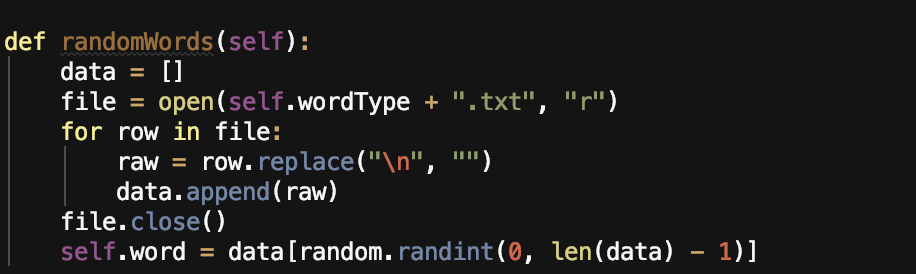 def randomWords(self):
    data = []
    file = open(self.wordType + ".txt", "r")
    for row in file:
        raw = row.replace("\n", "")
        data.append(raw)
    file.close()
    self.word = data[random.randint(0, len(data) - 1)]